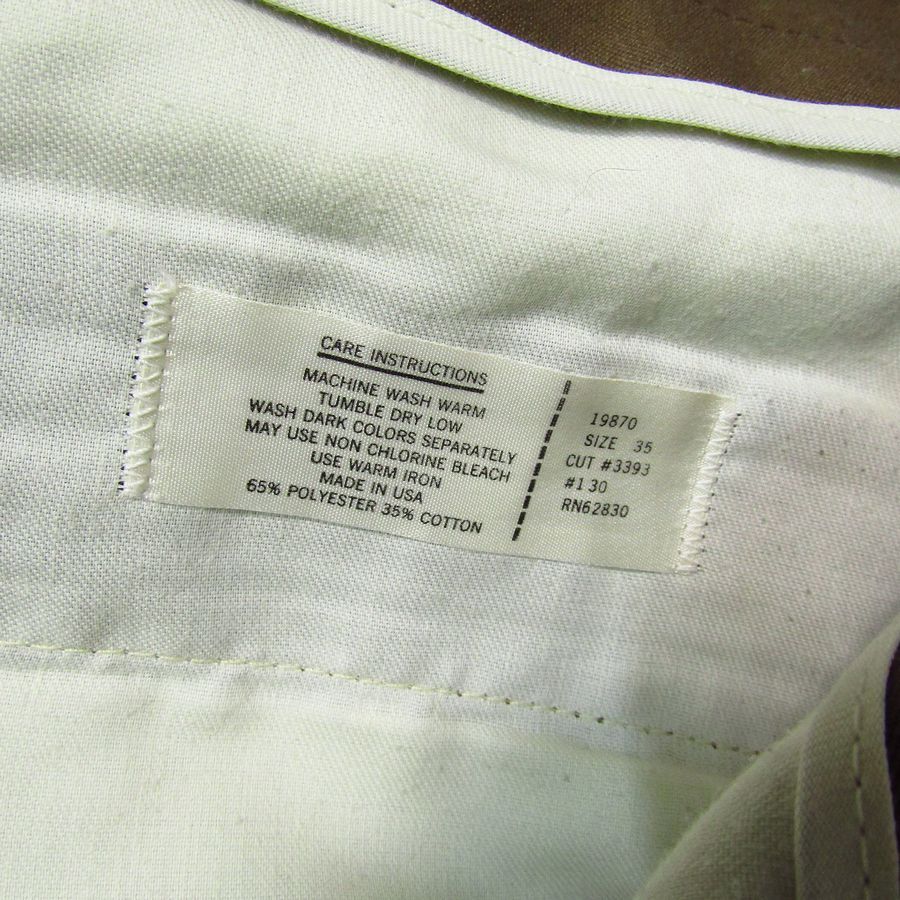 CARE INSTRUCTIONS
MACHINE WASH WARM
TUMBLE DRY LOW
WASH DARK COLORS SEPARATELY
MAY USE NON CHLORINE BLEACH
USE WARM IRON
MADE IN USA
65% POLYESTER 35% COTTON
19870
SIZE 35
CUT #3393
#130
RN62830